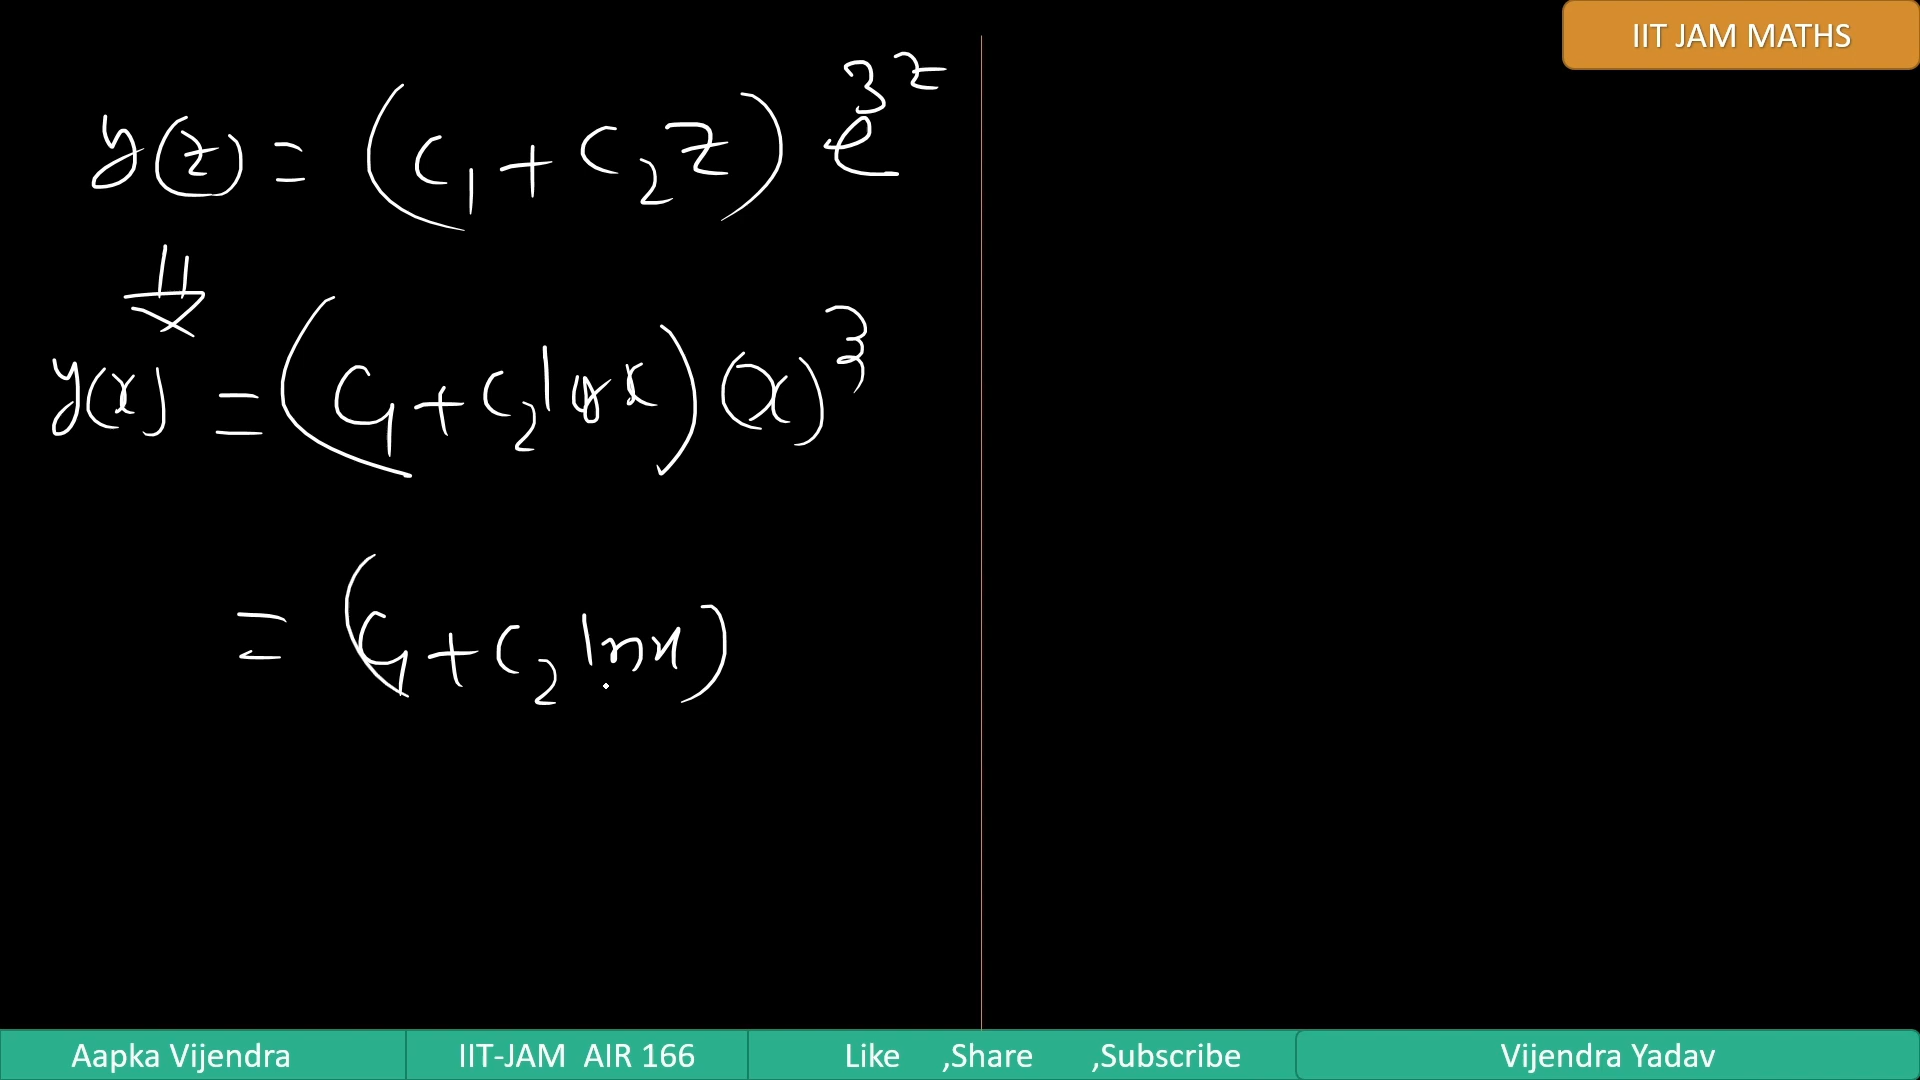 IIT JAM MATHS
y(z) = (C₁ + C₂z) e³ᶻ
⇓
y(x) = (C₁ + C₂ log x) (x)³
= (C₁ + C₂ ln x)
Aapka Vijendra IIT-JAM AIR 166 Like ,Share ,Subscribe Vijendra Yadav